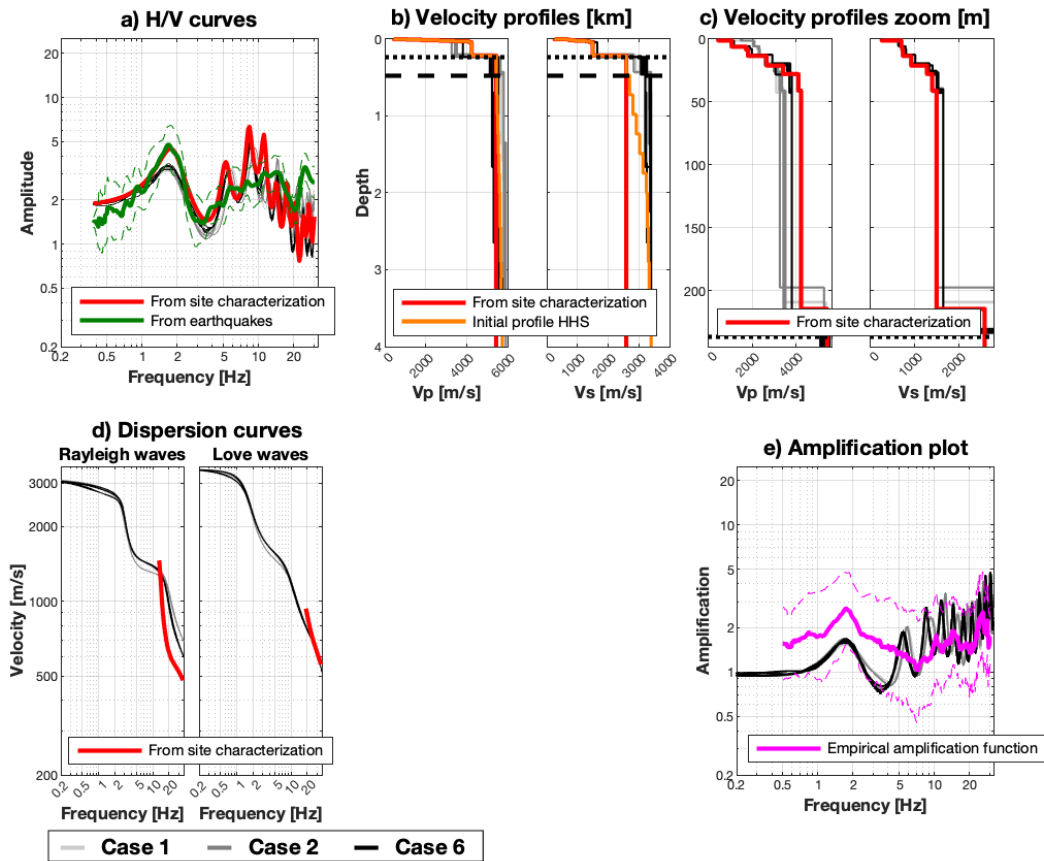 a) H/V curves
20
10
5
2
1
0.5
0.2
Amplitude
0.2
0.5
1
2
5
10
20
Frequency [Hz]
From site characterization
From earthquakes
b) Velocity profiles [km]
0
1
2
3
4
Depth
0
2000
4000
6000
Vp [m/s]
0
1000
2000
3000
4000
Vs [m/s]
From site characterization
Initial profile HHS
c) Velocity profiles zoom [m]
0
50
100
150
200
0
2000
4000
Vp [m/s]
0
2000
Vs [m/s]
From site characterization
d) Dispersion curves
Rayleigh waves
Love waves
3000
2000
1000
500
200
Velocity [m/s]
0.2
0.5
1
2
5
10
20
Frequency [Hz]
0.2
0.5
1
2
5
10
20
Frequency [Hz]
From site characterization
e) Amplification plot
20
10
5
2
1
0.5
0.2
Amplification
0.2
0.5
1
2
5
10
20
Frequency [Hz]
Empirical amplification function
Case 1
Case 2
Case 6